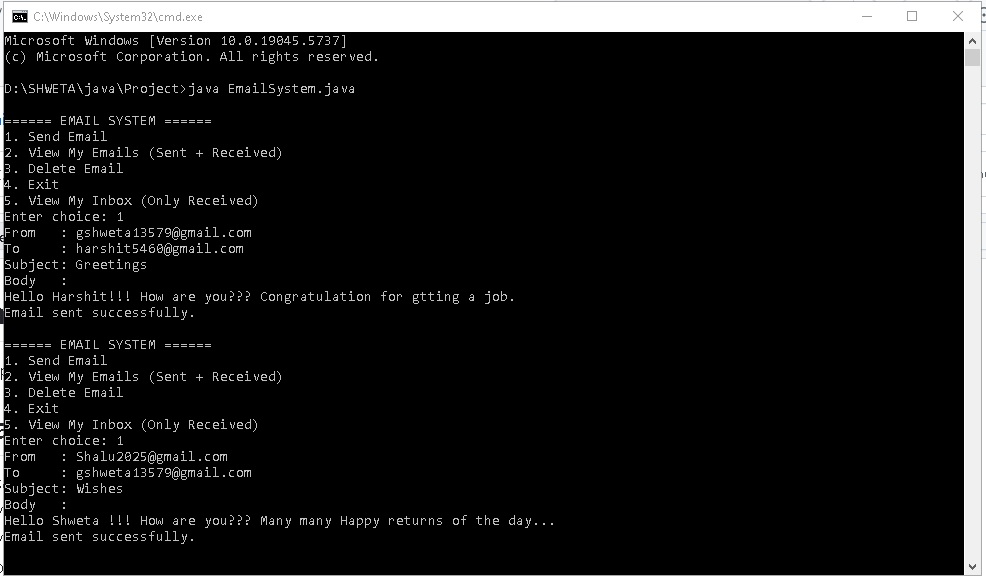 C:\Windows\System32\cmd.exe
Microsoft Windows [Version 10.0.19045.5737]
(c) Microsoft Corporation. All rights reserved.
D:\SHWETA\java\Project>java EmailSystem.java
====== EMAIL SYSTEM ======
1. Send Email
2. View My Emails (Sent + Received)
3. Delete Email
4. Exit
5. View My Inbox (Only Received)
Enter choice: 1
From   : gshweta13579@gmail.com
To     : harshit5460@gmail.com
Subject: Greetings
Body   :
Hello Harshit!!! How are you??? Congratulation for gtting a job.
Email sent successfully.
====== EMAIL SYSTEM ======
1. Send Email
2. View My Emails (Sent + Received)
3. Delete Email
4. Exit
5. View My Inbox (Only Received)
Enter choice: 1
From   : Shalu2025@gmail.com
To     : gshweta13579@gmail.com
Subject: Wishes
Body   :
Hello Shweta !!! How are you??? Many many Happy returns of the day...
Email sent successfully.